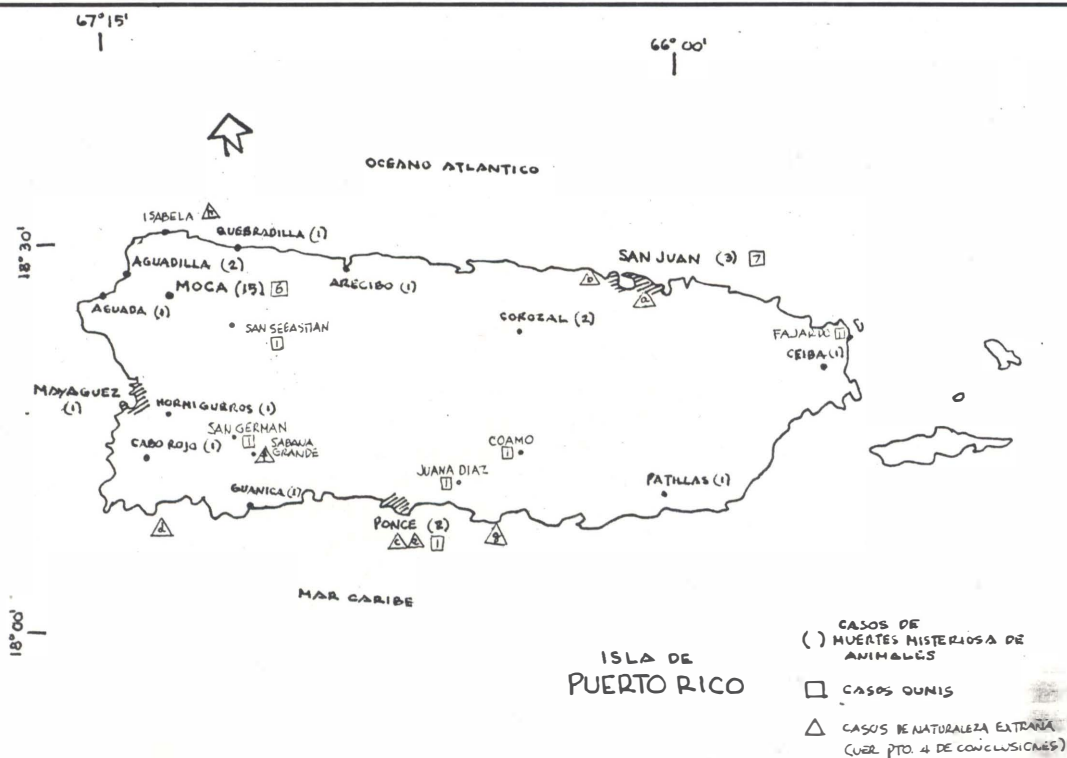 67°15'
66°00'
OCEANO ATLANTICO
ISABELA
18°30'
QUEBRADILLA (1)
SAN JUAN (3) 7
AGUADILLA (2)
b
MOCA (15) 6
ARECIBO (1)
a
AGUADA (1)
SAN SEBASTIAN
1
COROZAL (2)
FAJARDO 1
CEIBA (1)
MAYAGUEZ
(1)
HORMIGUEROS (1)
SAN GERMAN
1
SABANA
GRANDE
CABO ROJO (1)
COAMO
1
JUANA DIAZ
1
GUANICA (1)
PATILLAS (1)
d
PONCE (2)
c e 1
g
MAR CARIBE
18°00'
ISLA DE
PUERTO RICO
CASOS DE
( ) MUERTES MISTERIOSA DE
ANIMALES
CASOS OUNIS
CASOS DE NATURALEZA EXTRAÑA
(VER PTO. 4 DE CONCLUSIONES)